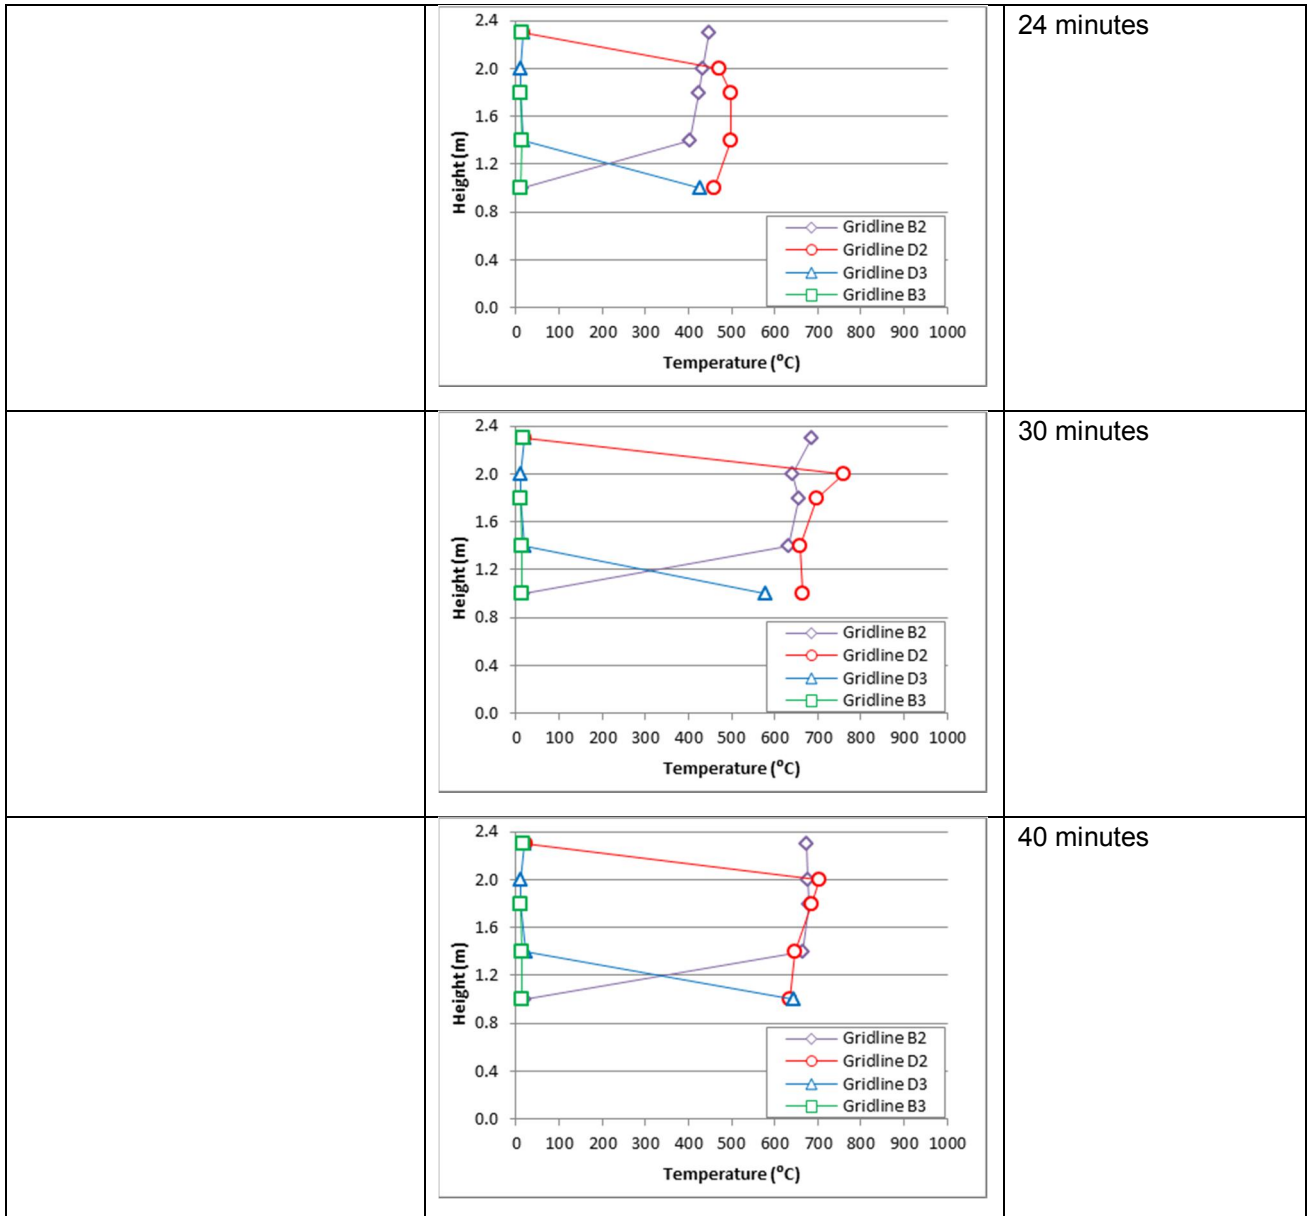 24 minutes
2.4
2.0
1.6
1.2
0.8
0.4
0.0
Height (m)
0 100 200 300 400 500 600 700 800 900 1000
Temperature (⁰C)
Gridline B2
Gridline D2
Gridline D3
Gridline B3
30 minutes
2.4
2.0
1.6
1.2
0.8
0.4
0.0
Height (m)
0 100 200 300 400 500 600 700 800 900 1000
Temperature (⁰C)
Gridline B2
Gridline D2
Gridline D3
Gridline B3
40 minutes
2.4
2.0
1.6
1.2
0.8
0.4
0.0
Height (m)
0 100 200 300 400 500 600 700 800 900 1000
Temperature (⁰C)
Gridline B2
Gridline D2
Gridline D3
Gridline B3